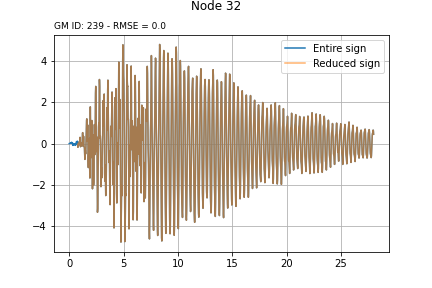 Node 32
GM ID: 239 - RMSE = 0.0
Entire sign
Reduced sign
4
2
0
−2
−4
0 5 10 15 20 25